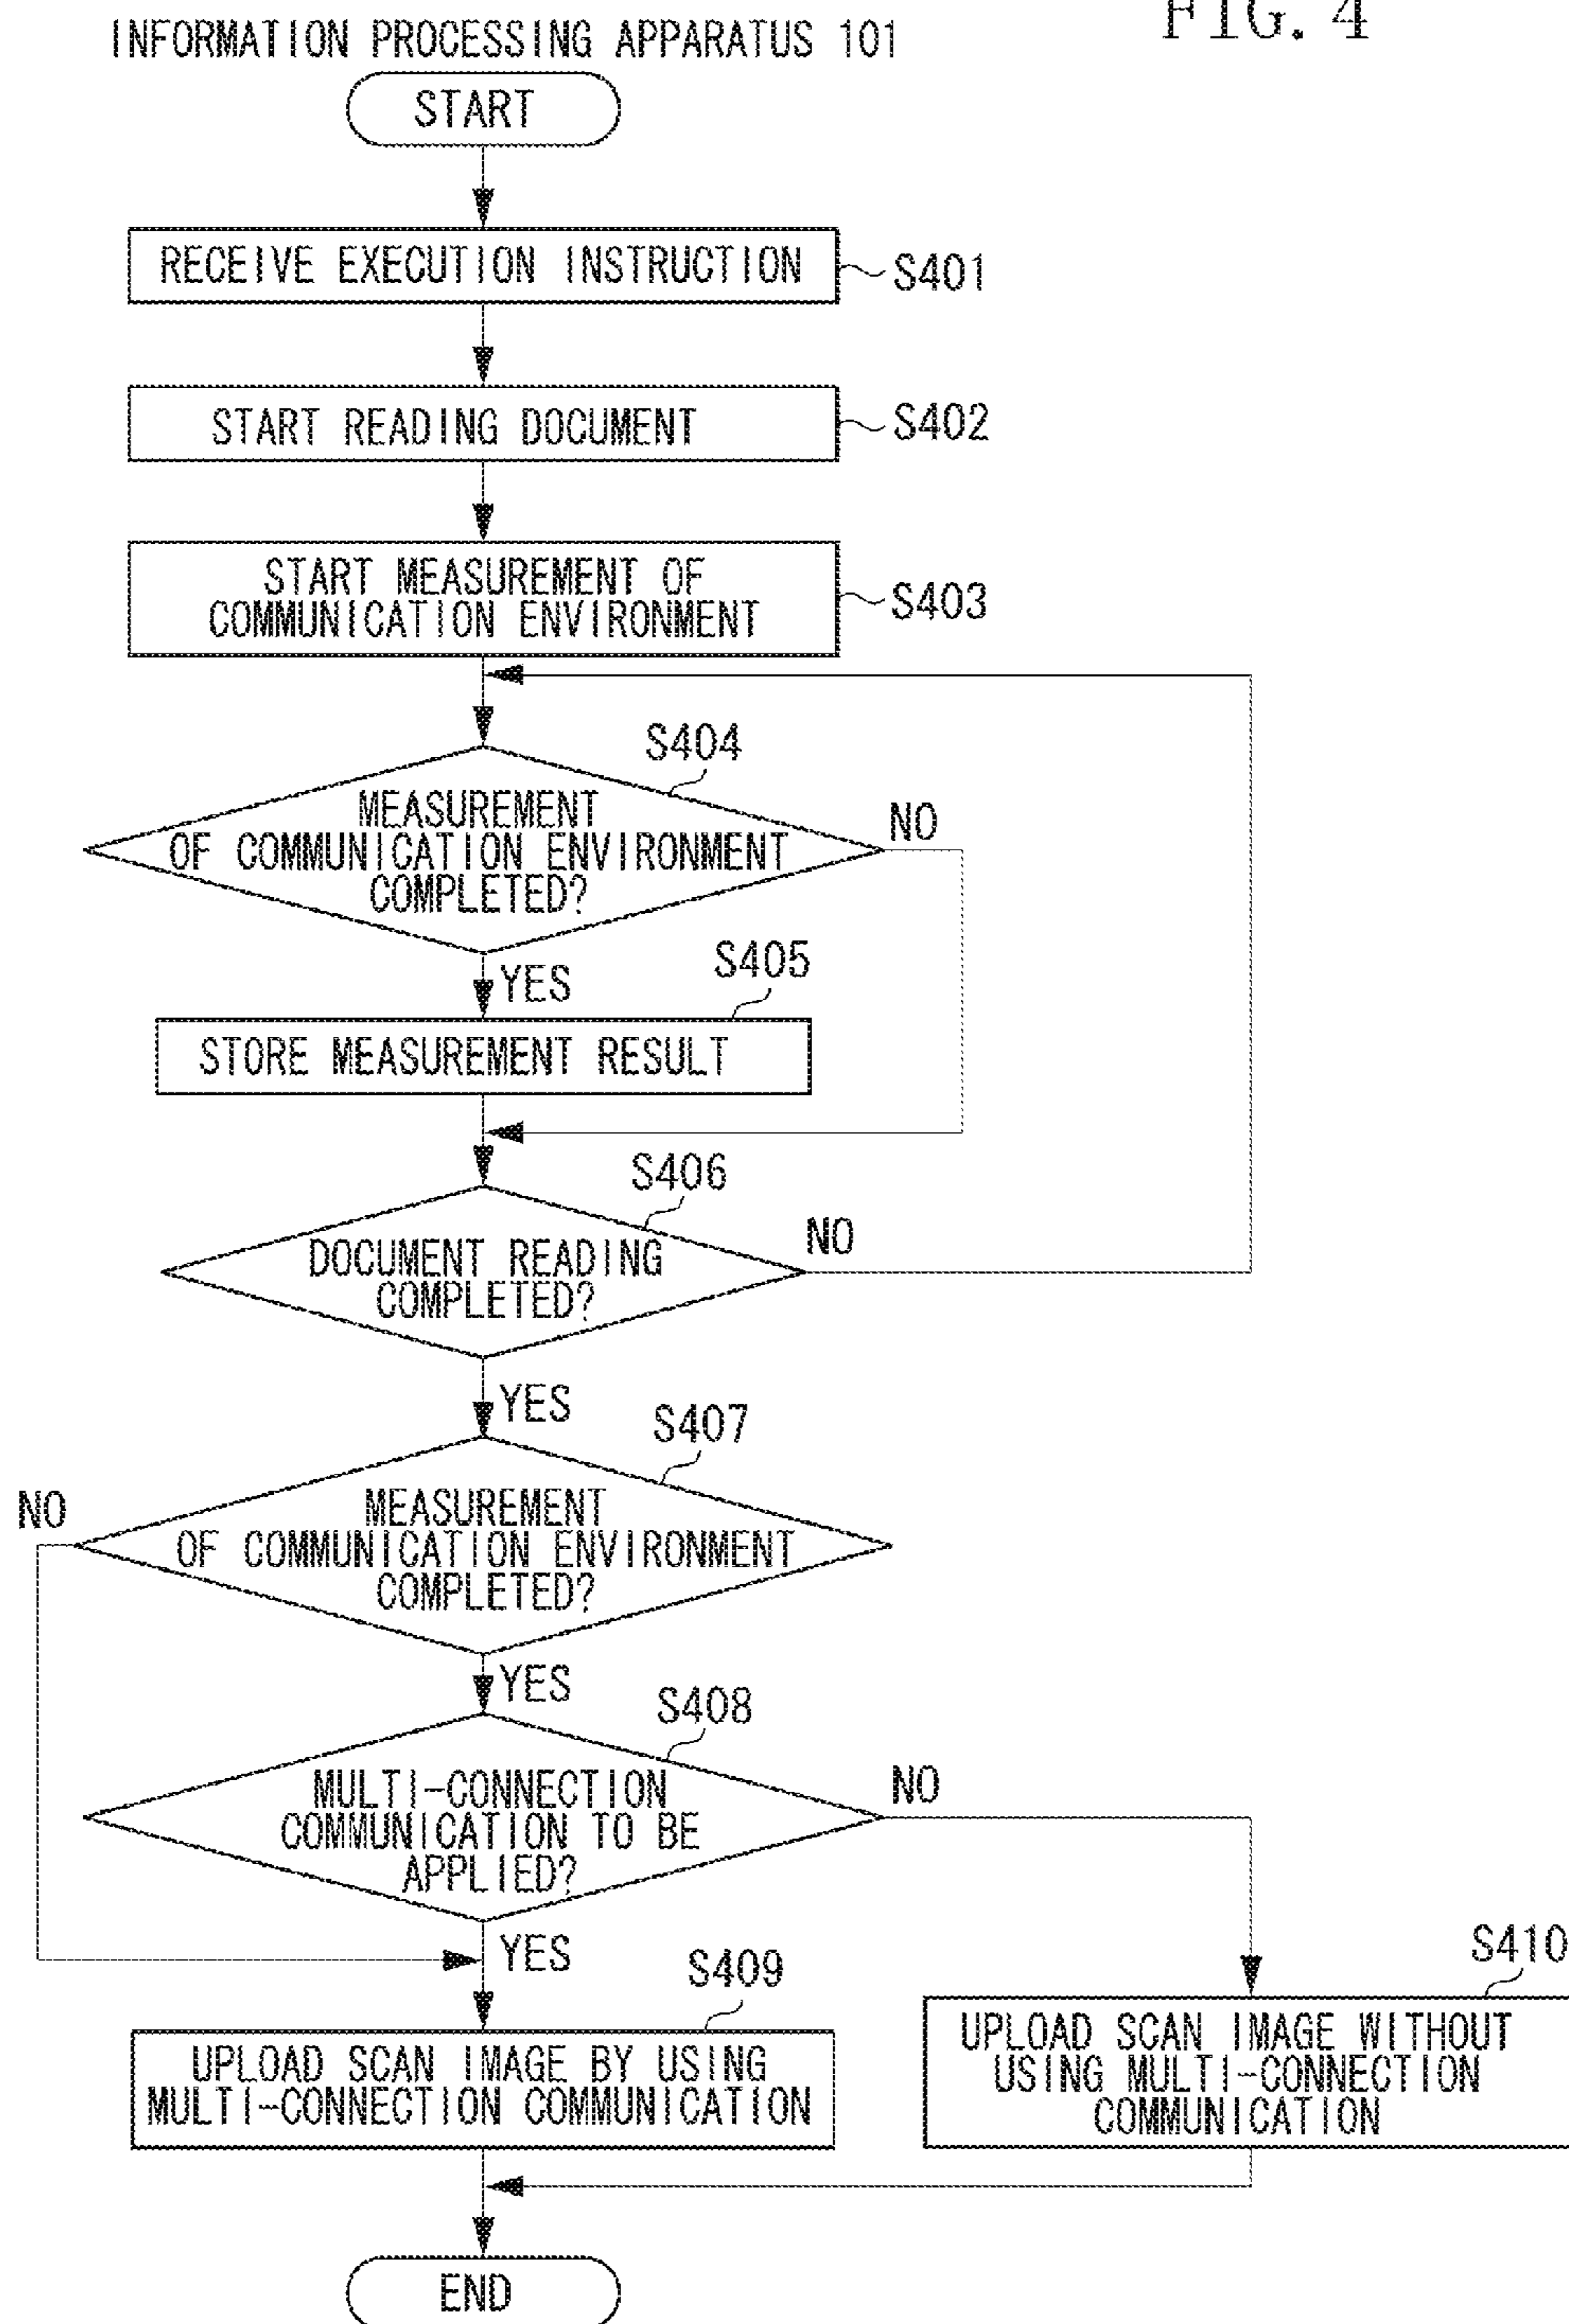 FIG. 4
INFORMATION PROCESSING APPARATUS 101
START
RECEIVE EXECUTION INSTRUCTION
S401
START READING DOCUMENT
S402
START MEASUREMENT OF
COMMUNICATION ENVIRONMENT
S403
S404
MEASUREMENT
OF COMMUNICATION ENVIRONMENT
COMPLETED?
NO
YES
S405
STORE MEASUREMENT RESULT
S406
DOCUMENT READING
COMPLETED?
NO
YES
S407
NO
MEASUREMENT
OF COMMUNICATION ENVIRONMENT
COMPLETED?
YES
S408
MULTI-CONNECTION
COMMUNICATION TO BE
APPLIED?
NO
YES
S409
UPLOAD SCAN IMAGE BY USING
MULTI-CONNECTION COMMUNICATION
S410
UPLOAD SCAN IMAGE WITHOUT
USING MULTI-CONNECTION
COMMUNICATION
END